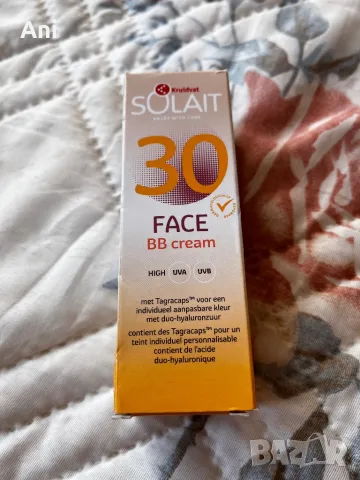 Ani
Kruidvat
SOLAIT
30
FACE
BB cream
HIGH UVA UVB
met Tagracaps™ voor een
individueel aanpasbare kleur
met duo-hyaluronzuur
contient des Tagracaps™ pour un
teint individuel personnalisable
contient de l'acide
duo-hyaluronique
BAZAR